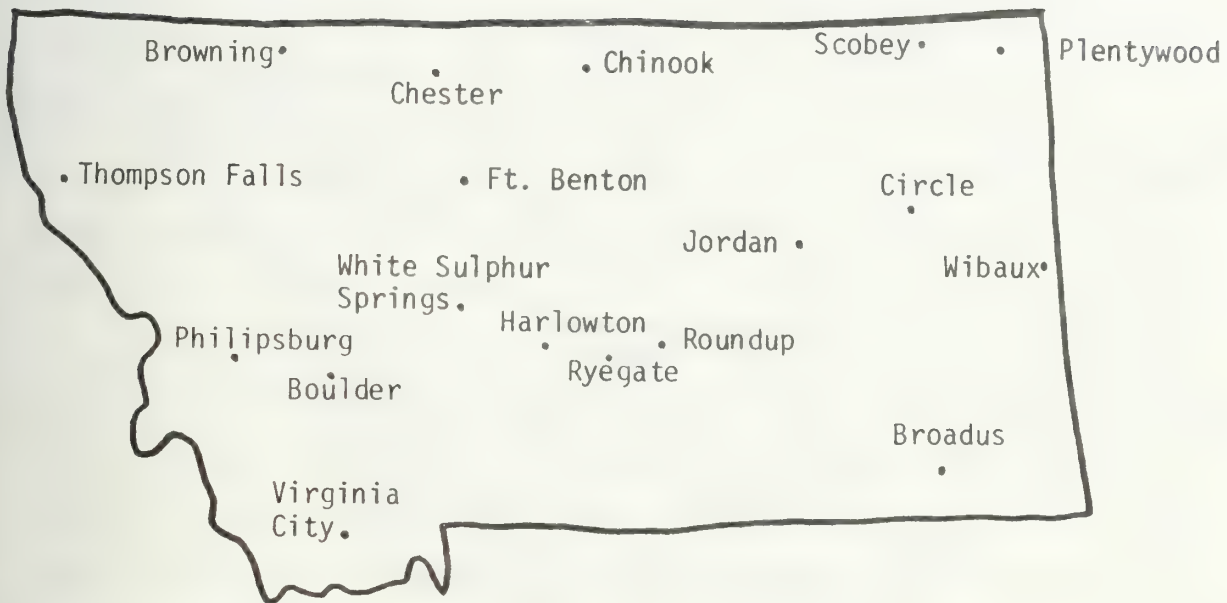 Browning
Scobey
Plentywood
Chinook
Chester
Thompson Falls
Ft. Benton
Circle
Jordan
White Sulphur
Springs
Wibaux
Harlowton
Philipsburg
Roundup
Ryegate
Boulder
Broadus
Virginia
City